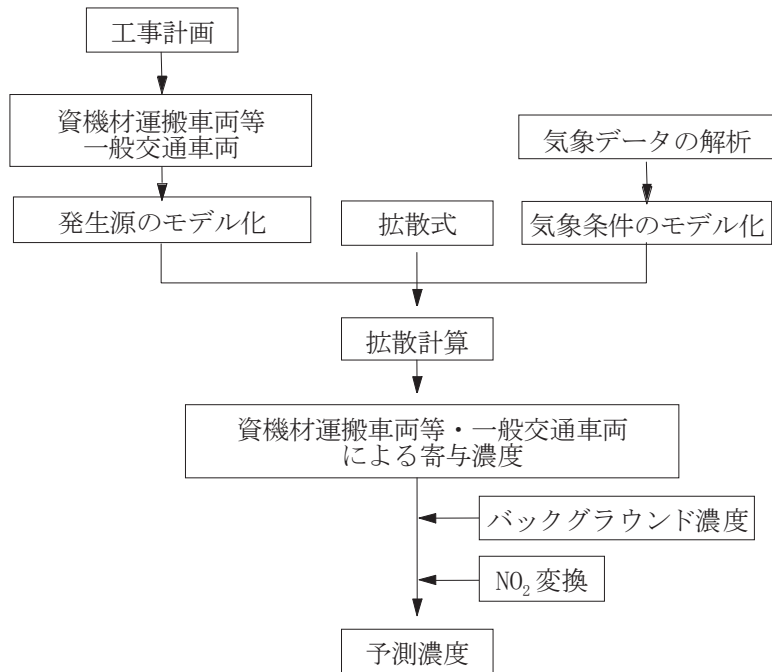 工事計画
資機材運搬車両等
一般交通車両
気象データの解析
発生源のモデル化
拡散式
気象条件のモデル化
拡散計算
資機材運搬車両等・一般交通車両
による寄与濃度
バックグラウンド濃度
NO₂変換
予測濃度